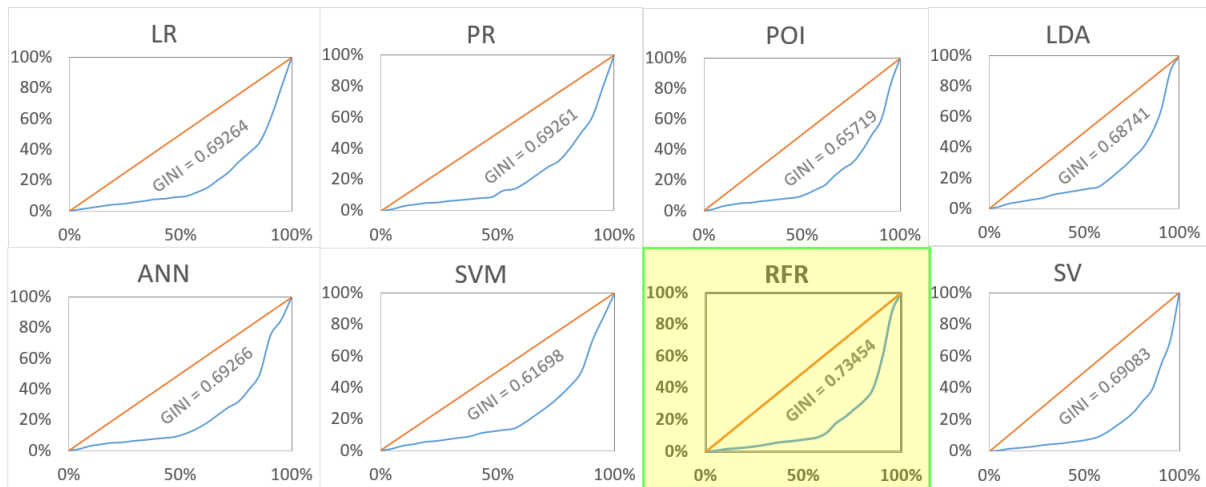 LR
100%
80%
60%
40%
20%
0%
0% 50% 100%
GINI = 0.69264
PR
100%
80%
60%
40%
20%
0%
0% 50% 100%
GINI = 0.69261
POI
100%
80%
60%
40%
20%
0%
0% 50% 100%
GINI = 0.65719
LDA
100%
80%
60%
40%
20%
0%
0% 50% 100%
GINI = 0.68741
ANN
100%
80%
60%
40%
20%
0%
0% 50% 100%
GINI = 0.69266
SVM
100%
80%
60%
40%
20%
0%
0% 50% 100%
GINI = 0.61698
RFR
100%
80%
60%
40%
20%
0%
0% 50% 100%
GINI = 0.73454
SV
100%
80%
60%
40%
20%
0%
0% 50% 100%
GINI = 0.69083